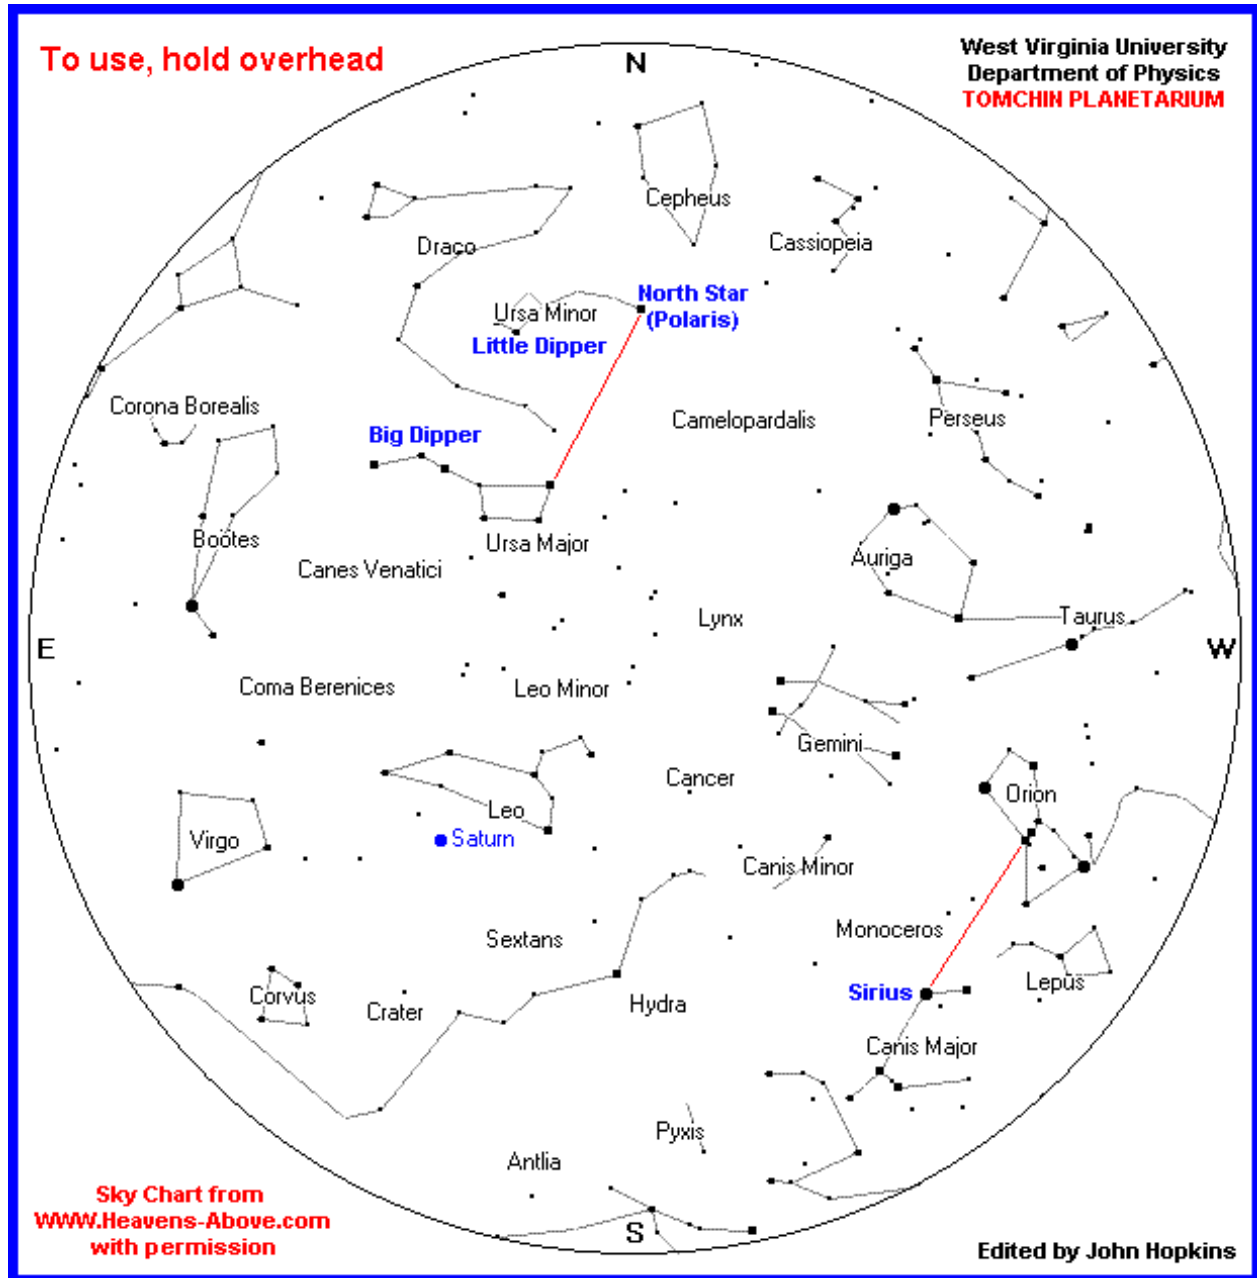 To use, hold overhead
West Virginia University
Department of Physics
TOMCHIN PLANETARIUM
N
Cepheus
Draco
Cassiopeia
North Star
(Polaris)
Ursa Minor
Little Dipper
Corona Borealis
Camelopardalis
Perseus
Big Dipper
Boötes
Ursa Major
Auriga
Canes Venatici
Lynx
Taurus
E
W
Coma Berenices
Leo Minor
Gemini
Cancer
Orion
Leo
Virgo
Saturn
Canis Minor
Sextans
Monoceros
Lepus
Corvus
Crater
Hydra
Sirius
Canis Major
Pyxis
Antlia
S
Sky Chart from
WWW.Heavens-Above.com
with permission
Edited by John Hopkins